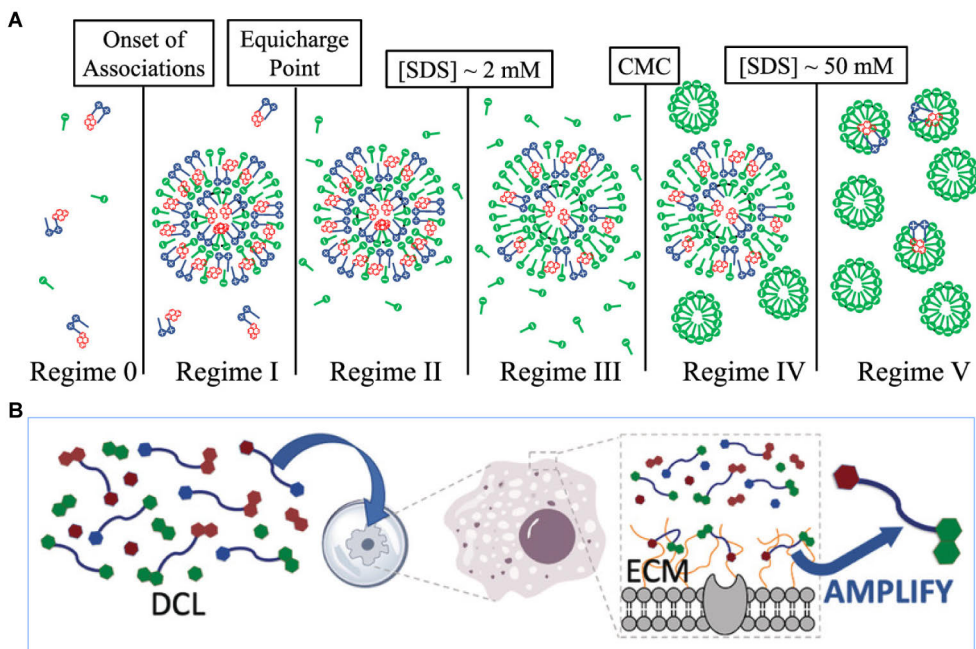 A
Onset of
Associations
Equicharge
Point
[SDS] ~ 2 mM
CMC
[SDS] ~ 50 mM
Regime 0
Regime I
Regime II
Regime III
Regime IV
Regime V
B
DCL
ECM
AMPLIFY